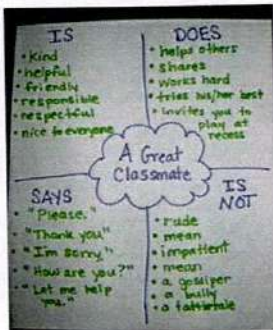 IS
• kind
• helpful
• friendly
• responsible
• respectful
• nice to everyone
DOES
• helps others
• shares
• works hard
• tries his/her best
• invites you to
play at
recess
A Great
Classmate
SAYS
• "Please."
• "Thank you"
• "I'm sorry."
• "How are you?"
• "Let me help
you."
IS
NOT
• rude
• mean
• impatient
• mean
• a gossiper
• a bully
• a tattletale